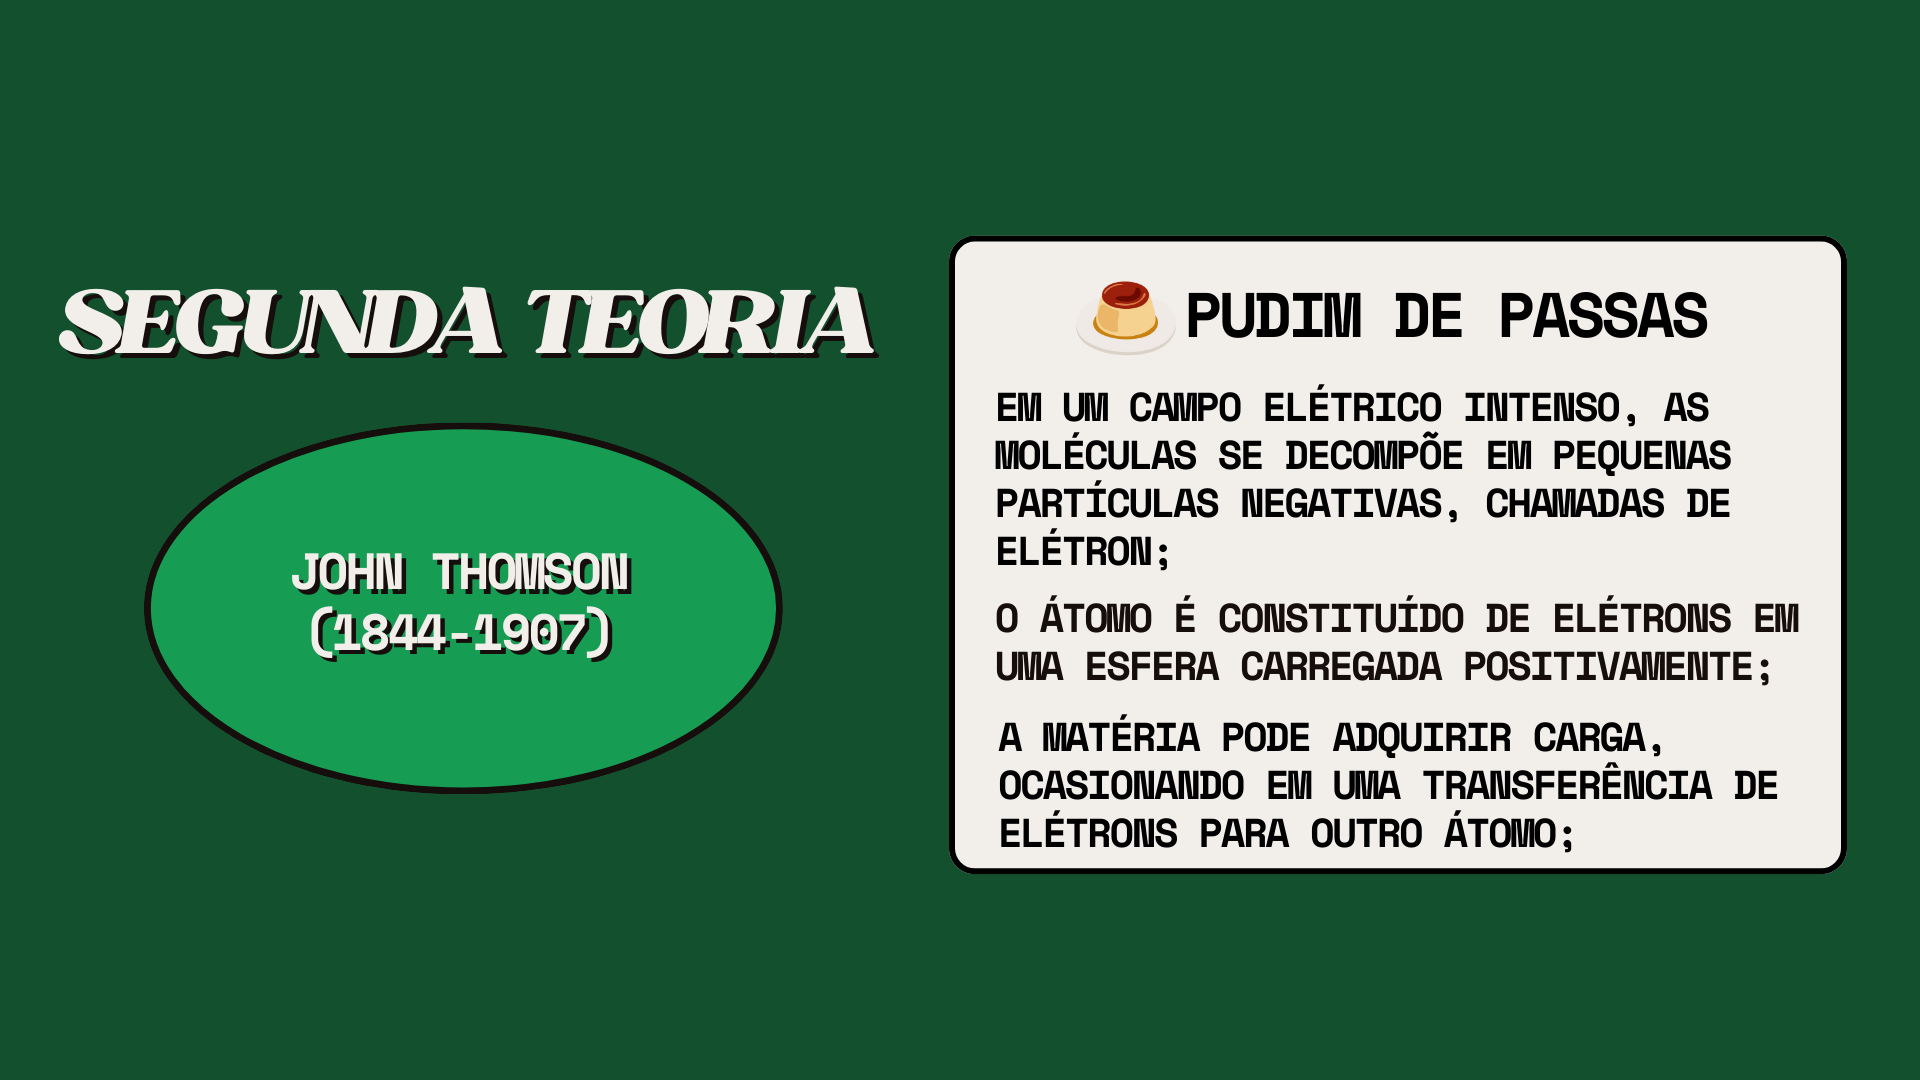 SEGUNDA TEORIA
JOHN THOMSON
(1844-1907)
PUDIM DE PASSAS
EM UM CAMPO ELÉTRICO INTENSO, AS
MOLÉCULAS SE DECOMPÕE EM PEQUENAS
PARTÍCULAS NEGATIVAS, CHAMADAS DE
ELÉTRON;
O ÁTOMO É CONSTITUÍDO DE ELÉTRONS EM
UMA ESFERA CARREGADA POSITIVAMENTE;
A MATÉRIA PODE ADQUIRIR CARGA,
OCASIONANDO EM UMA TRANSFERÊNCIA DE
ELÉTRONS PARA OUTRO ÁTOMO;